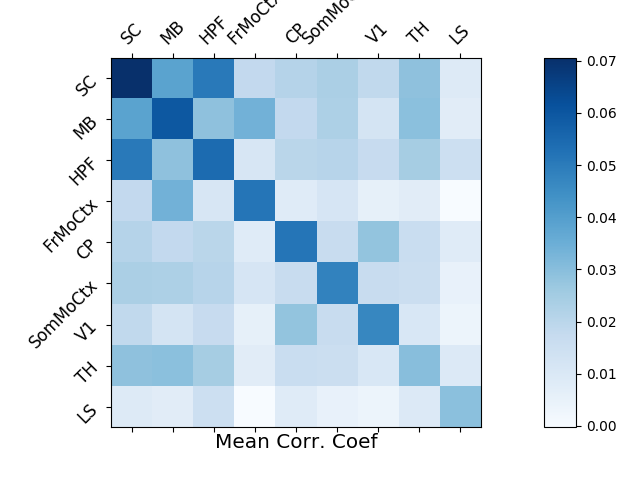 SC
MB
HPF
FrMoCtx
CP
SomMoC
V1
TH
LS
SC
MB
HPF
FrMoCtx
CP
SomMoCtx
V1
TH
LS
Mean Corr. Coef
0.07
0.06
0.05
0.04
0.03
0.02
0.01
0.00